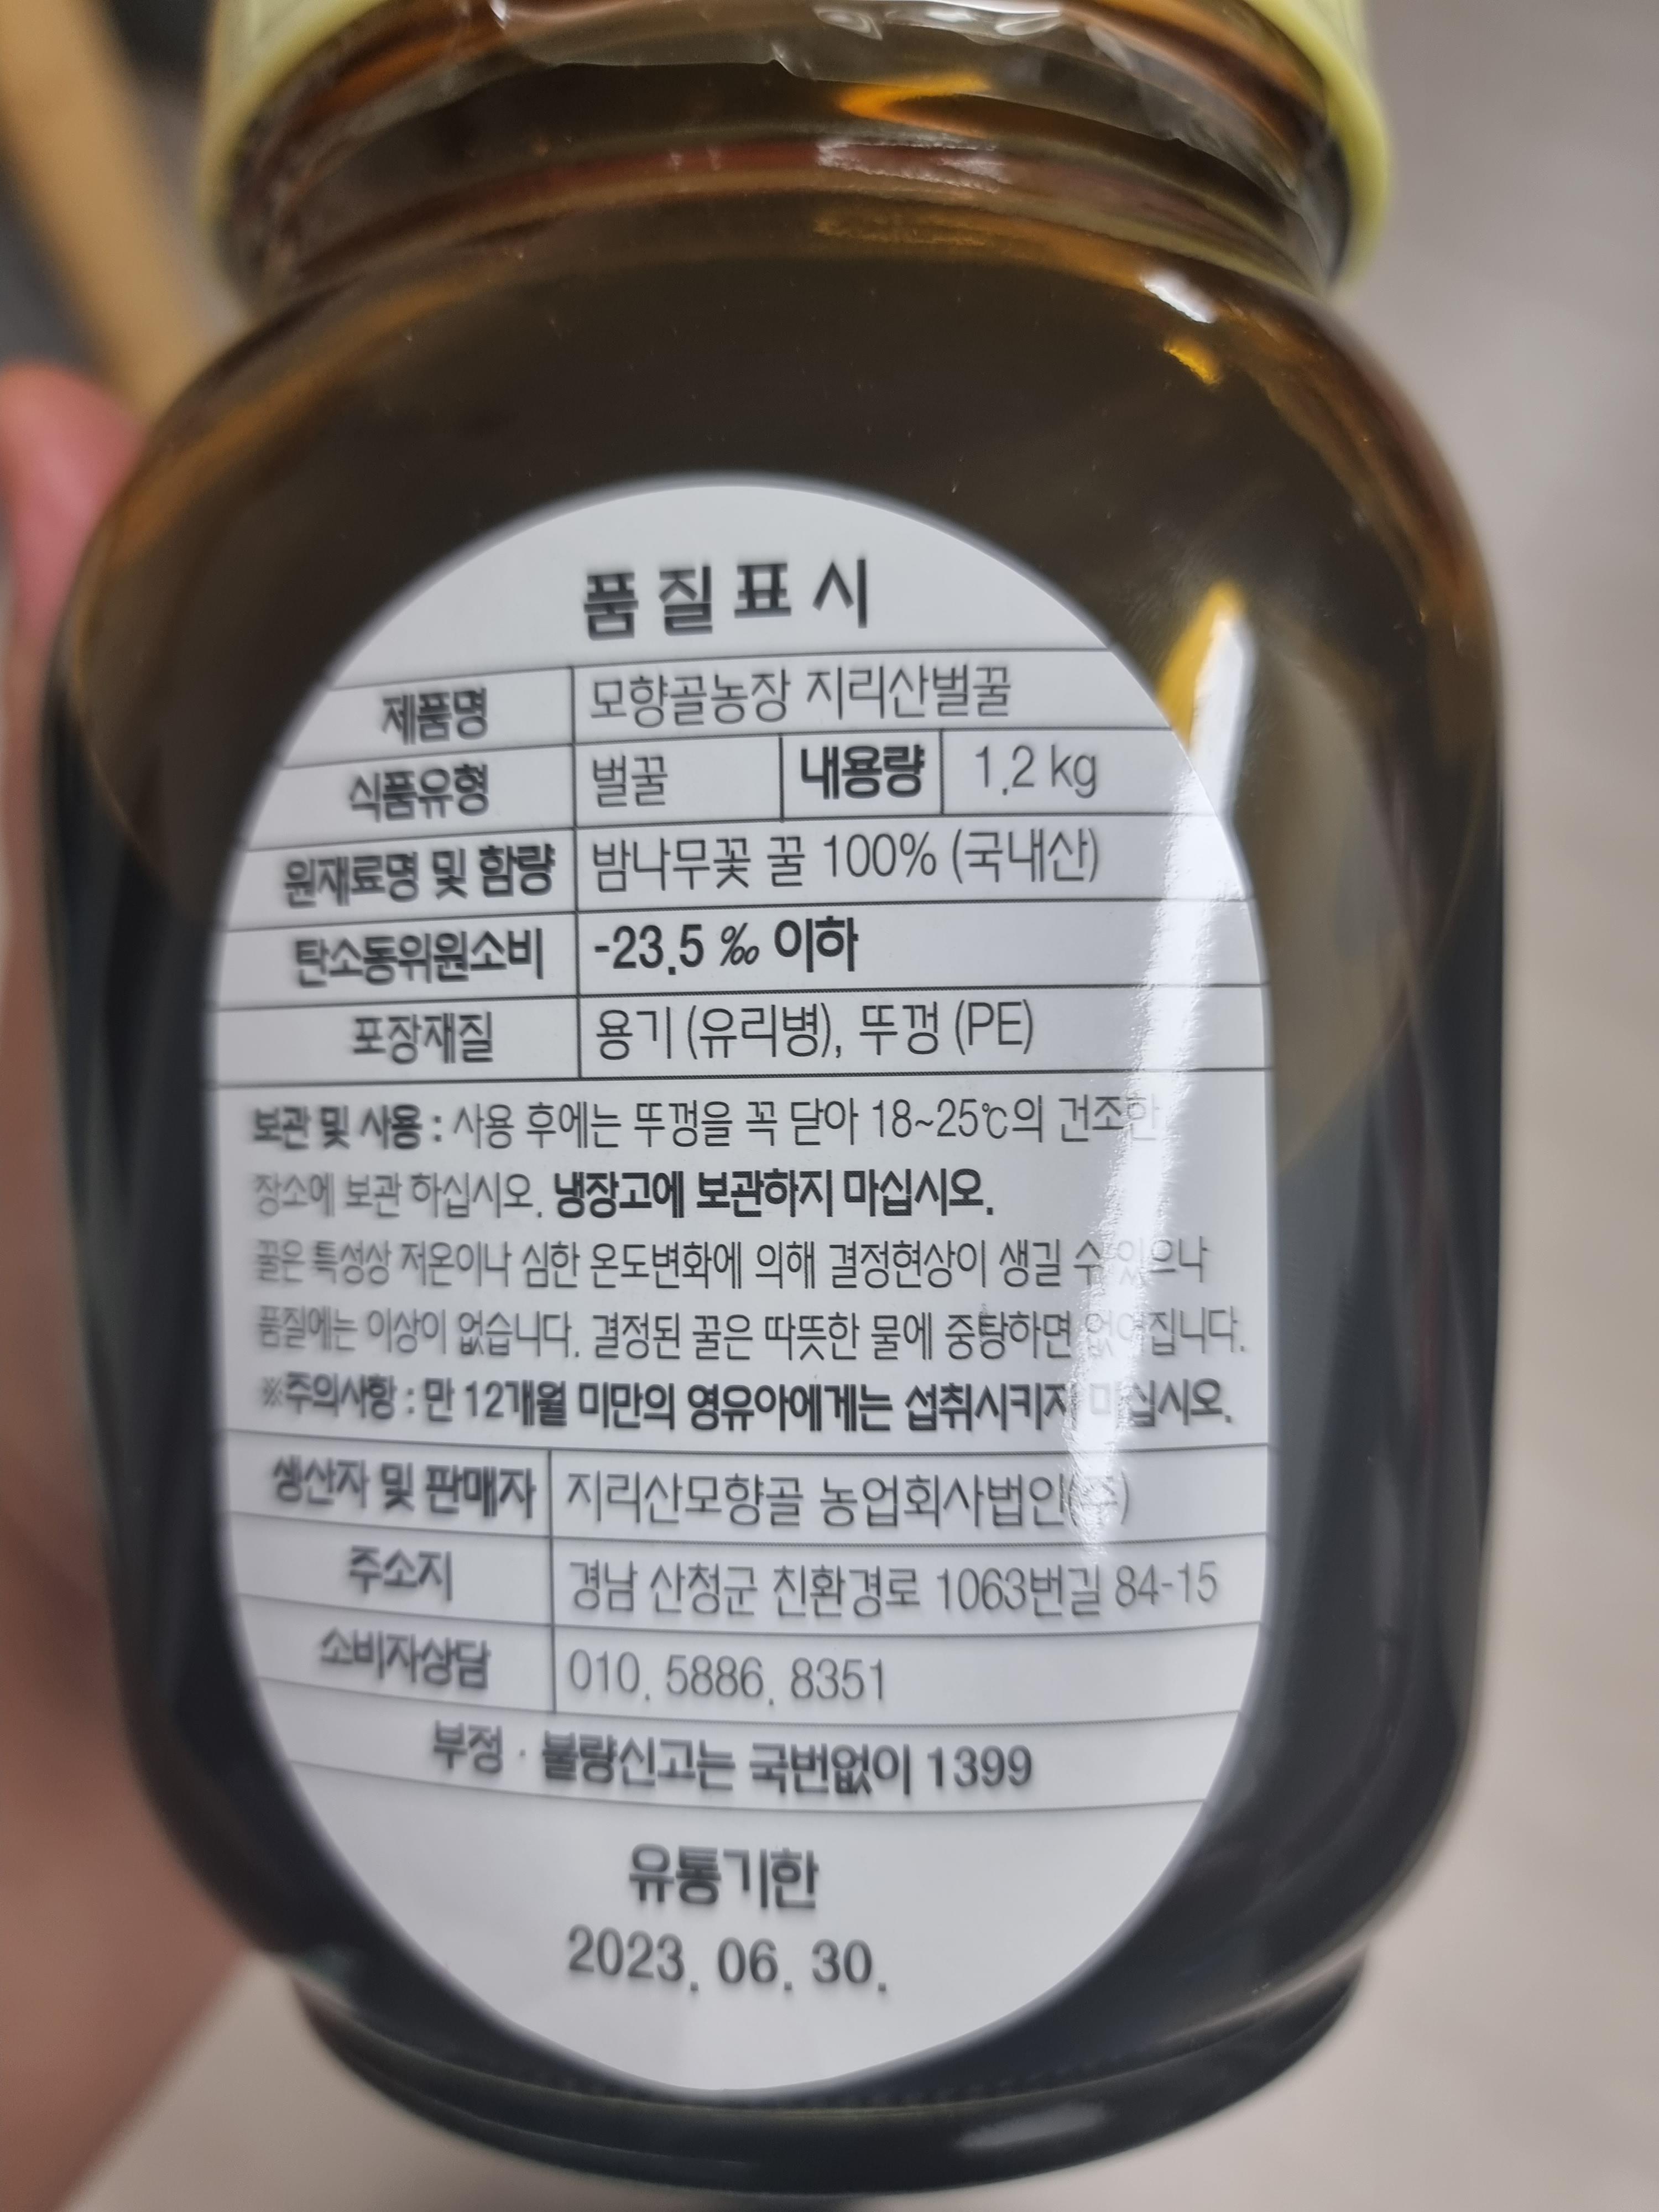 품질표시
제품명 모향골농장 지리산벌꿀
식품유형 벌꿀 내용량 1.2 kg
원재료명 및 함량 밤나무꽃 꿀 100% (국내산)
탄소동위원소비 -23.5 ‰ 이하
포장재질 용기 (유리병), 뚜껑 (PE)
보관 및 사용 : 사용 후에는 뚜껑을 꼭 닫아 18~25℃의 건조한
장소에 보관 하십시오. 냉장고에 보관하지 마십시오.
꿀은 특성상 저온이나 심한 온도변화에 의해 결정현상이 생길 수 있으나
품질에는 이상이 없습니다. 결정된 꿀은 따뜻한 물에 중탕하면 없어집니다.
※주의사항 : 만 12개월 미만의 영유아에게는 섭취시키지 마십시오.
생산자 및 판매자 지리산모향골 농업회사법인(주)
주소지 경남 산청군 친환경로 1063번길 84-15
소비자상담 010. 5886. 8351
부정 · 불량신고는 국번없이 1399
유통기한
2023. 06. 30.